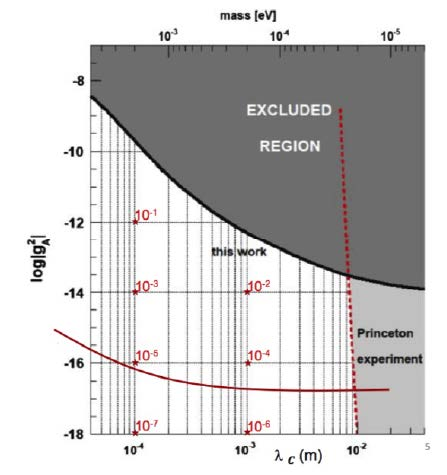 mass [eV]
10⁻³ 10⁻⁴ 10⁻⁵
-8
EXCLUDED
REGION
-10
10⁻¹
-12
this work
log|g²_A|
10⁻³ 10⁻²
-14
Princeton
experiment
10⁻⁵ 10⁻⁴
-16
10⁻⁷ 10⁻⁶
-18
10⁻⁴ 10⁻³ 10⁻² 5
λ c (m)